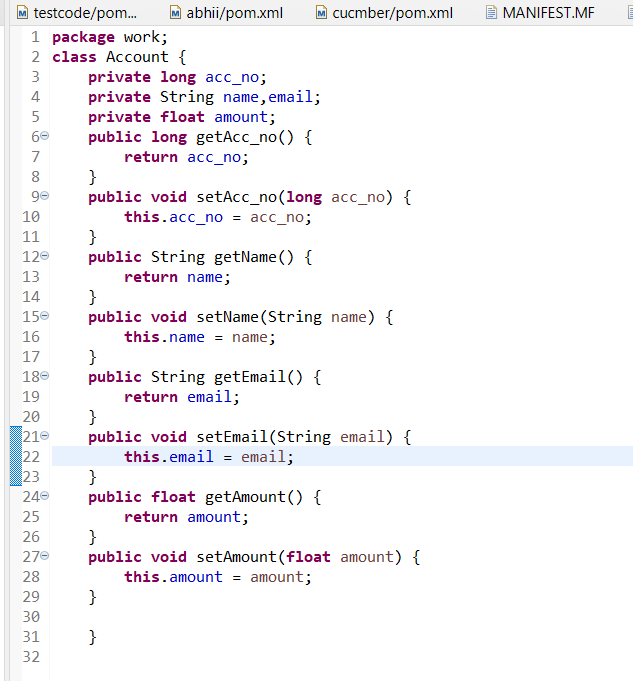 testcode/pom... abhii/pom.xml cucmber/pom.xml MANIFEST.MF
1 package work;
2 class Account {
3     private long acc_no;
4     private String name,email;
5     private float amount;
6     public long getAcc_no() {
7         return acc_no;
8     }
9     public void setAcc_no(long acc_no) {
10         this.acc_no = acc_no;
11     }
12     public String getName() {
13         return name;
14     }
15     public void setName(String name) {
16         this.name = name;
17     }
18     public String getEmail() {
19         return email;
20     }
21     public void setEmail(String email) {
22         this.email = email;
23     }
24     public float getAmount() {
25         return amount;
26     }
27     public void setAmount(float amount) {
28         this.amount = amount;
29     }
30
31     }
32